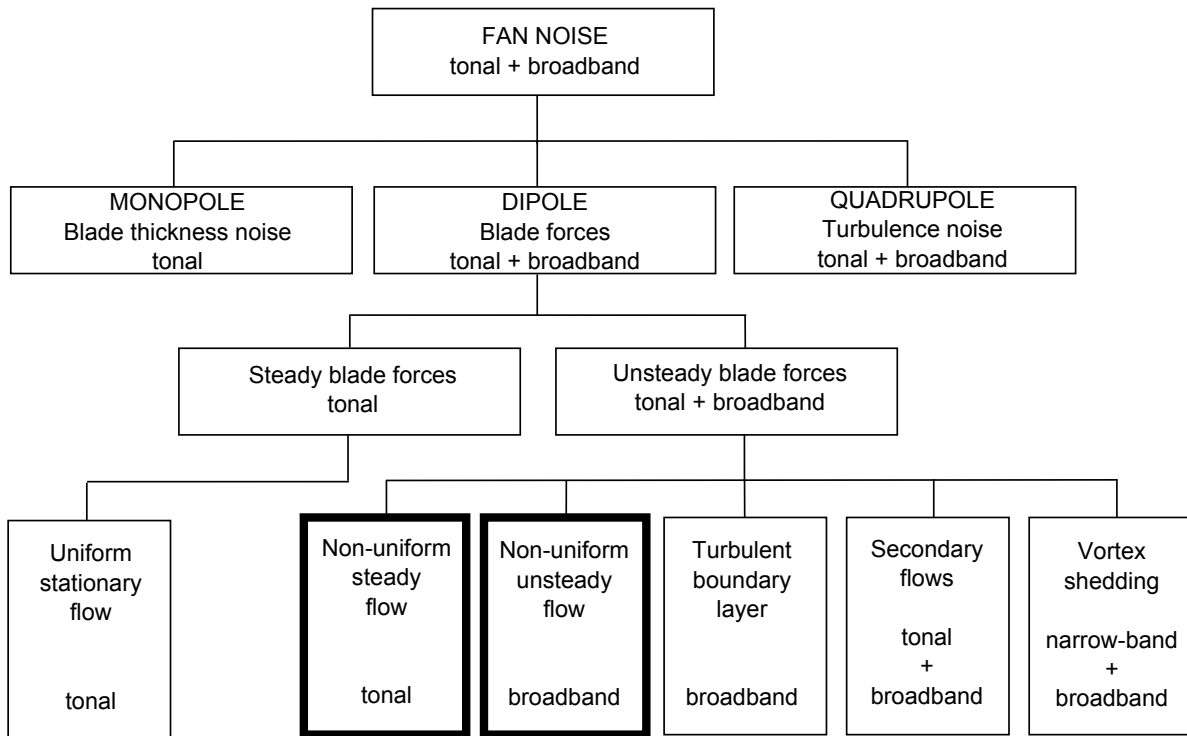 FAN NOISE
tonal + broadband
MONOPOLE
Blade thickness noise
tonal
DIPOLE
Blade forces
tonal + broadband
QUADRUPOLE
Turbulence noise
tonal + broadband
Steady blade forces
tonal
Unsteady blade forces
tonal + broadband
Uniform
stationary
flow
tonal
Non-uniform
steady
flow
tonal
Non-uniform
unsteady
flow
broadband
Turbulent
boundary
layer
broadband
Secondary
flows
tonal
+
broadband
Vortex
shedding
narrow-band
+
broadband